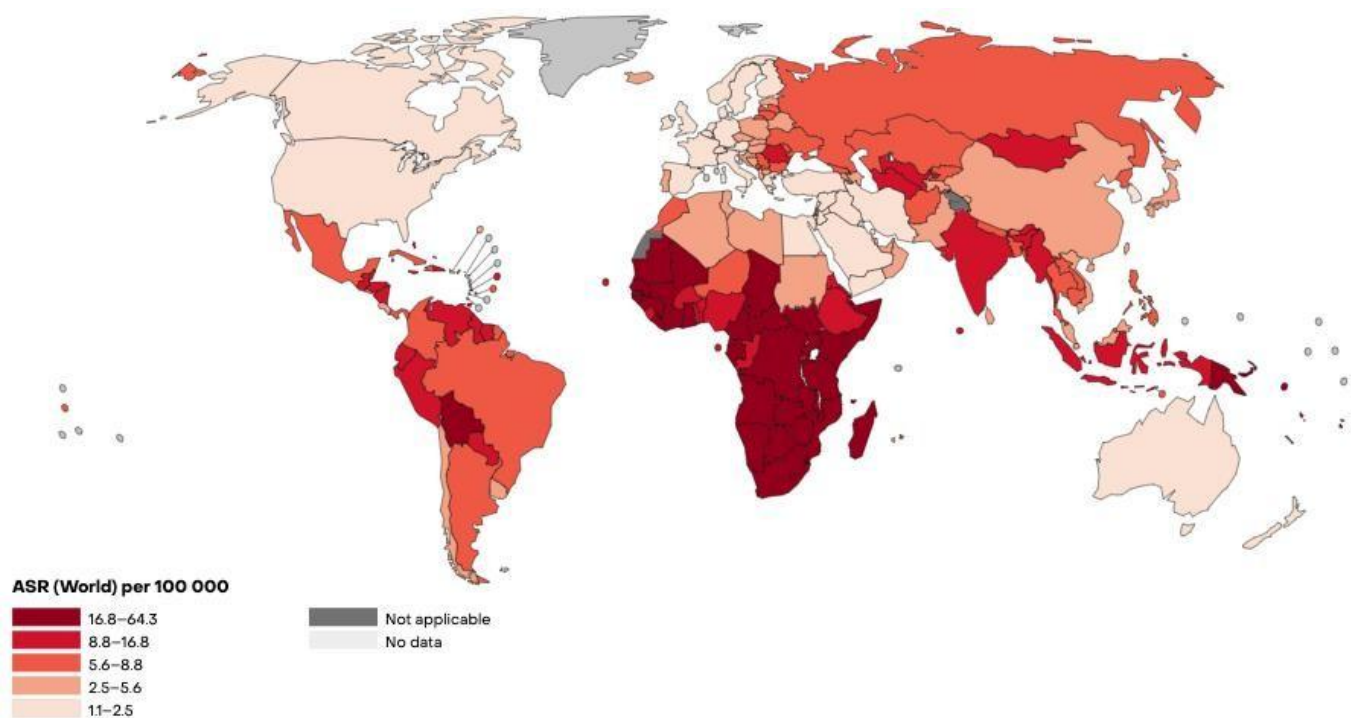 ASR (World) per 100 000
16.8–64.3
8.8–16.8
5.6–8.8
2.5–5.6
1.1–2.5
Not applicable
No data